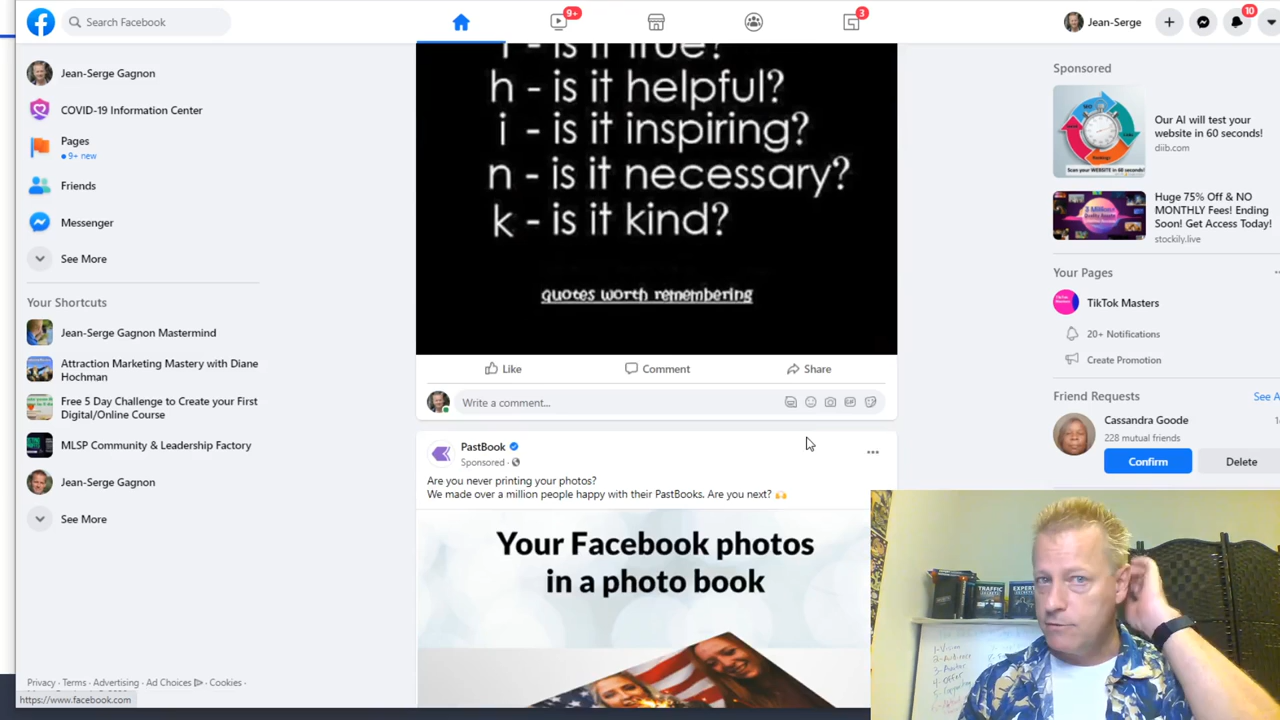 Search Facebook
9+
3
Jean-Serge
10
Jean-Serge Gagnon
COVID-19 Information Center
Pages
9+ new
Friends
Messenger
See More
Your Shortcuts
Jean-Serge Gagnon Mastermind
Attraction Marketing Mastery with Diane
Hochman
Free 5 Day Challenge to Create your First
Digital/Online Course
MLSP Community & Leadership Factory
Jean-Serge Gagnon
See More
Privacy · Terms · Advertising · Ad Choices · Cookies ·
https://www.facebook.com
t - is it true?
h - is it helpful?
i - is it inspiring?
n - is it necessary?
k - is it kind?
quotes worth remembering
Like
Comment
Share
Write a comment...
PastBook
Sponsored ·
Are you never printing your photos?
We made over a million people happy with their PastBooks. Are you next? 🙌
Your Facebook photos
in a photo book
Sponsored
Our AI will test your
website in 60 seconds!
diib.com
Huge 75% Off & NO
MONTHLY Fees! Ending
Soon! Get Access Today!
stockily.live
Your Pages
TikTok Masters
20+ Notifications
Create Promotion
Friend Requests
See A
Cassandra Goode
228 mutual friends
Confirm
Delete
TRAFFIC
EXPERT